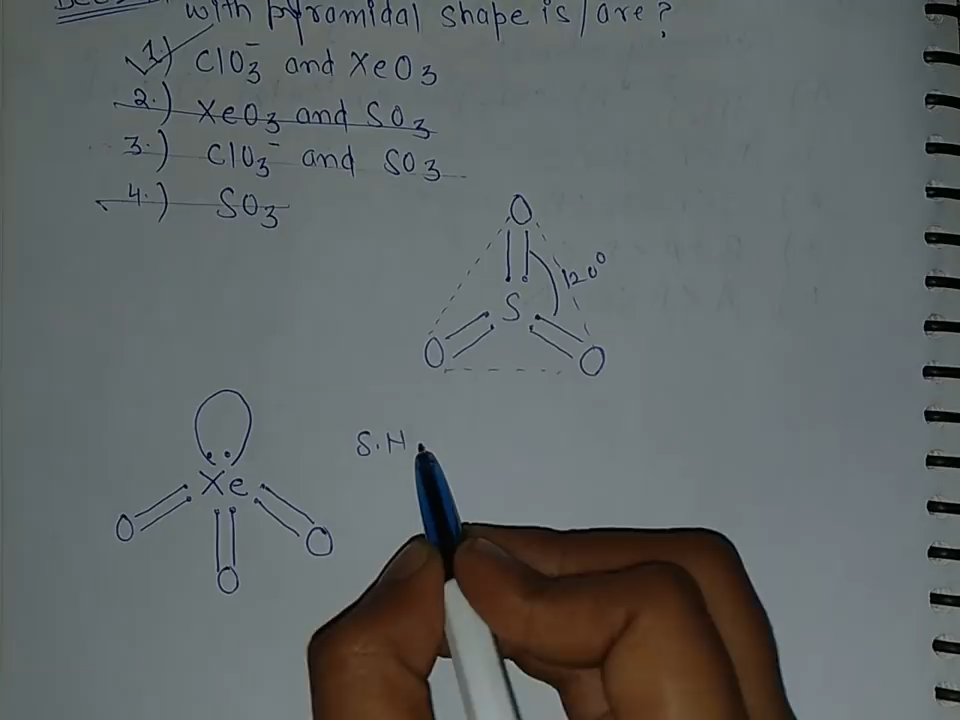 with pyramidal shape is/are?
1.) ClO3⁻ and XeO3
2.) XeO3 and SO3
3.) ClO3⁻ and SO3
4.) SO3
O
120°
S
O O
Xe
O O
O
S.H